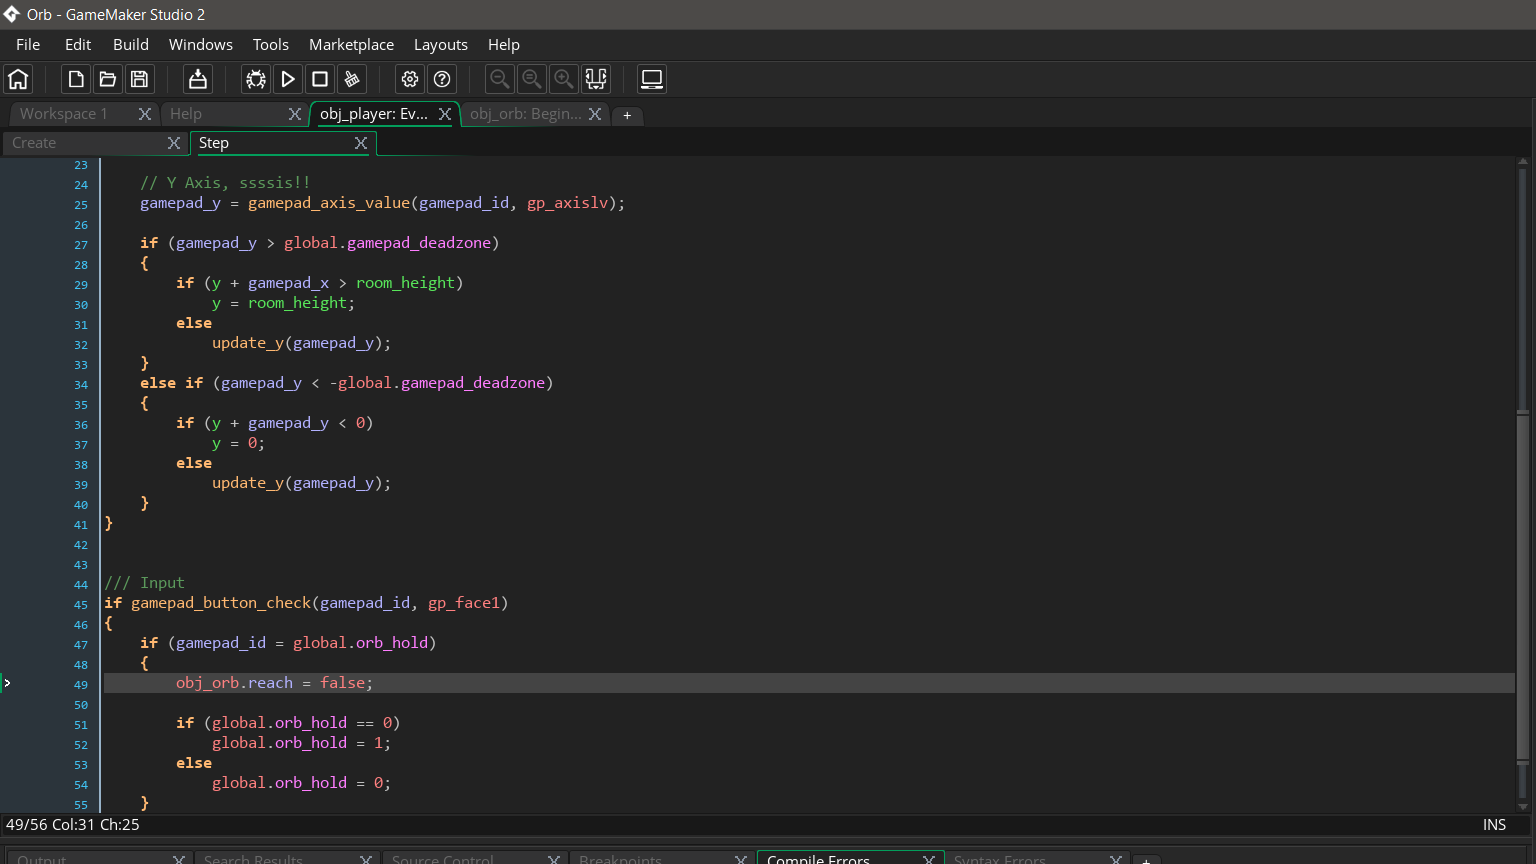 Orb - GameMaker Studio 2
File Edit Build Windows Tools Marketplace Layouts Help
Workspace 1 Help obj_player: Ev... obj_orb: Begin... +
Create Step
23
24 // Y Axis, ssssis!!
25 gamepad_y = gamepad_axis_value(gamepad_id, gp_axislv);
26
27 if (gamepad_y > global.gamepad_deadzone)
28 {
29 if (y + gamepad_x > room_height)
30 y = room_height;
31 else
32 update_y(gamepad_y);
33 }
34 else if (gamepad_y < -global.gamepad_deadzone)
35 {
36 if (y + gamepad_y < 0)
37 y = 0;
38 else
39 update_y(gamepad_y);
40 }
41 }
42
43
44 /// Input
45 if gamepad_button_check(gamepad_id, gp_face1)
46 {
47 if (gamepad_id = global.orb_hold)
48 {
49 obj_orb.reach = false;
50
51 if (global.orb_hold == 0)
52 global.orb_hold = 1;
53 else
54 global.orb_hold = 0;
55 }
49/56 Col:31 Ch:25 INS
Output Search Results Source Control Breakpoints Compile Errors Syntax Errors +